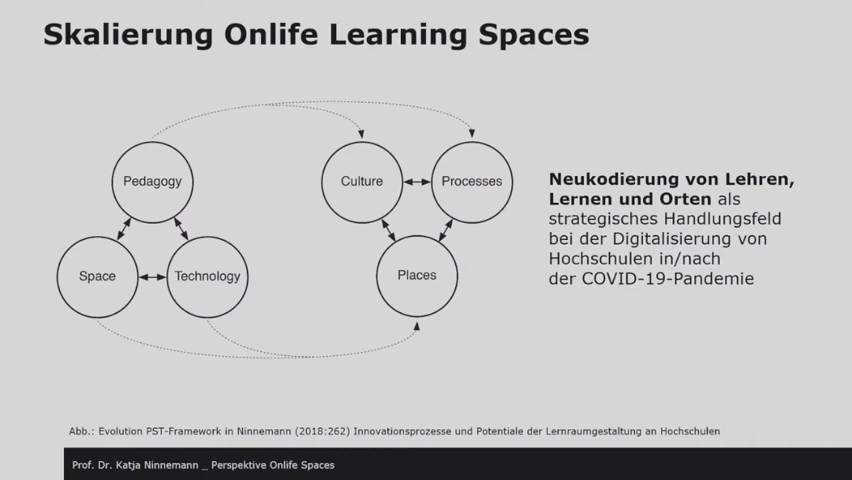 Skalierung Onlife Learning Spaces
Pedagogy
Culture
Processes
Space
Technology
Places
Neukodierung von Lehren,
Lernen und Orten als
strategisches Handlungsfeld
bei der Digitalisierung von
Hochschulen in/nach
der COVID-19-Pandemie
Abb.: Evolution PST-Framework in Ninnemann (2018:262) Innovationsprozesse und Potentiale der Lernraumgestaltung an Hochschulen
Prof. Dr. Katja Ninnemann _ Perspektive Onlife Spaces